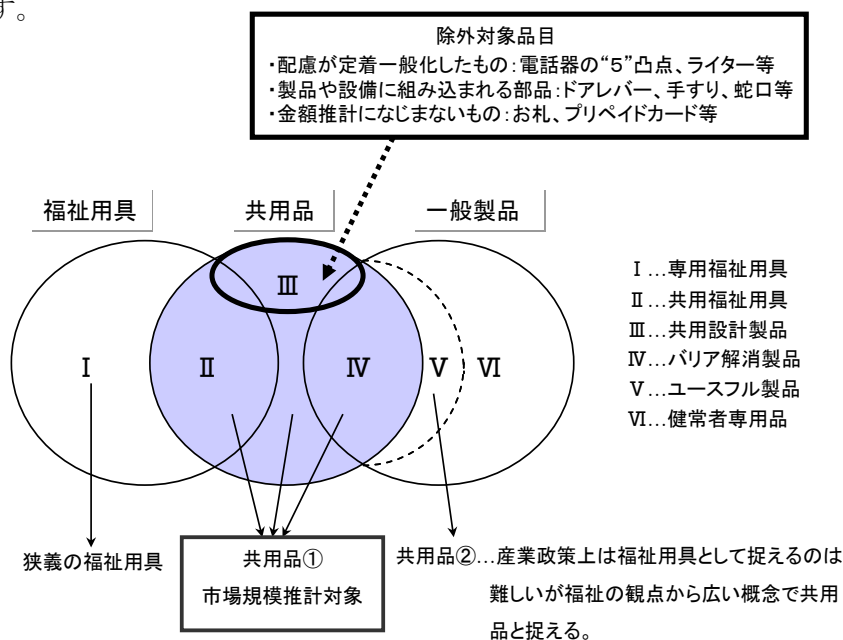 す。
除外対象品目
・配慮が定着一般化したもの：電話器の“5”凸点、ライター等
・製品や設備に組み込まれる部品：ドアレバー、手すり、蛇口等
・金額推計になじまないもの：お札、プリペイドカード等
福祉用具
共用品
一般製品
Ⅰ
Ⅱ
Ⅲ
Ⅳ
Ⅴ
Ⅵ
Ⅰ…専用福祉用具
Ⅱ…共用福祉用具
Ⅲ…共用設計製品
Ⅳ…バリア解消製品
Ⅴ…ユースフル製品
Ⅵ…健常者専用品
狭義の福祉用具
共用品①
市場規模推計対象
共用品②…産業政策上は福祉用具として捉えるのは
難しいが福祉の観点から広い概念で共用
品と捉える。